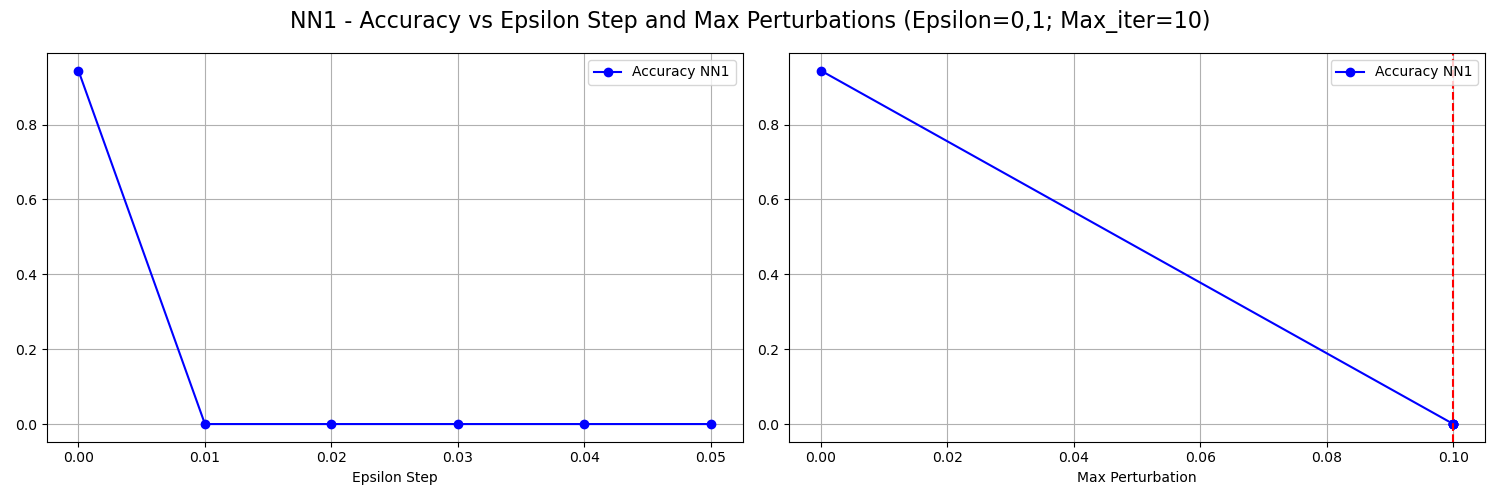 NN1 - Accuracy vs Epsilon Step and Max Perturbations (Epsilon=0,1; Max_iter=10)
Accuracy NN1
0.8
0.6
0.4
0.2
0.0
0.00 0.01 0.02 0.03 0.04 0.05
Epsilon Step
Accuracy NN1
0.8
0.6
0.4
0.2
0.0
0.00 0.02 0.04 0.06 0.08 0.10
Max Perturbation